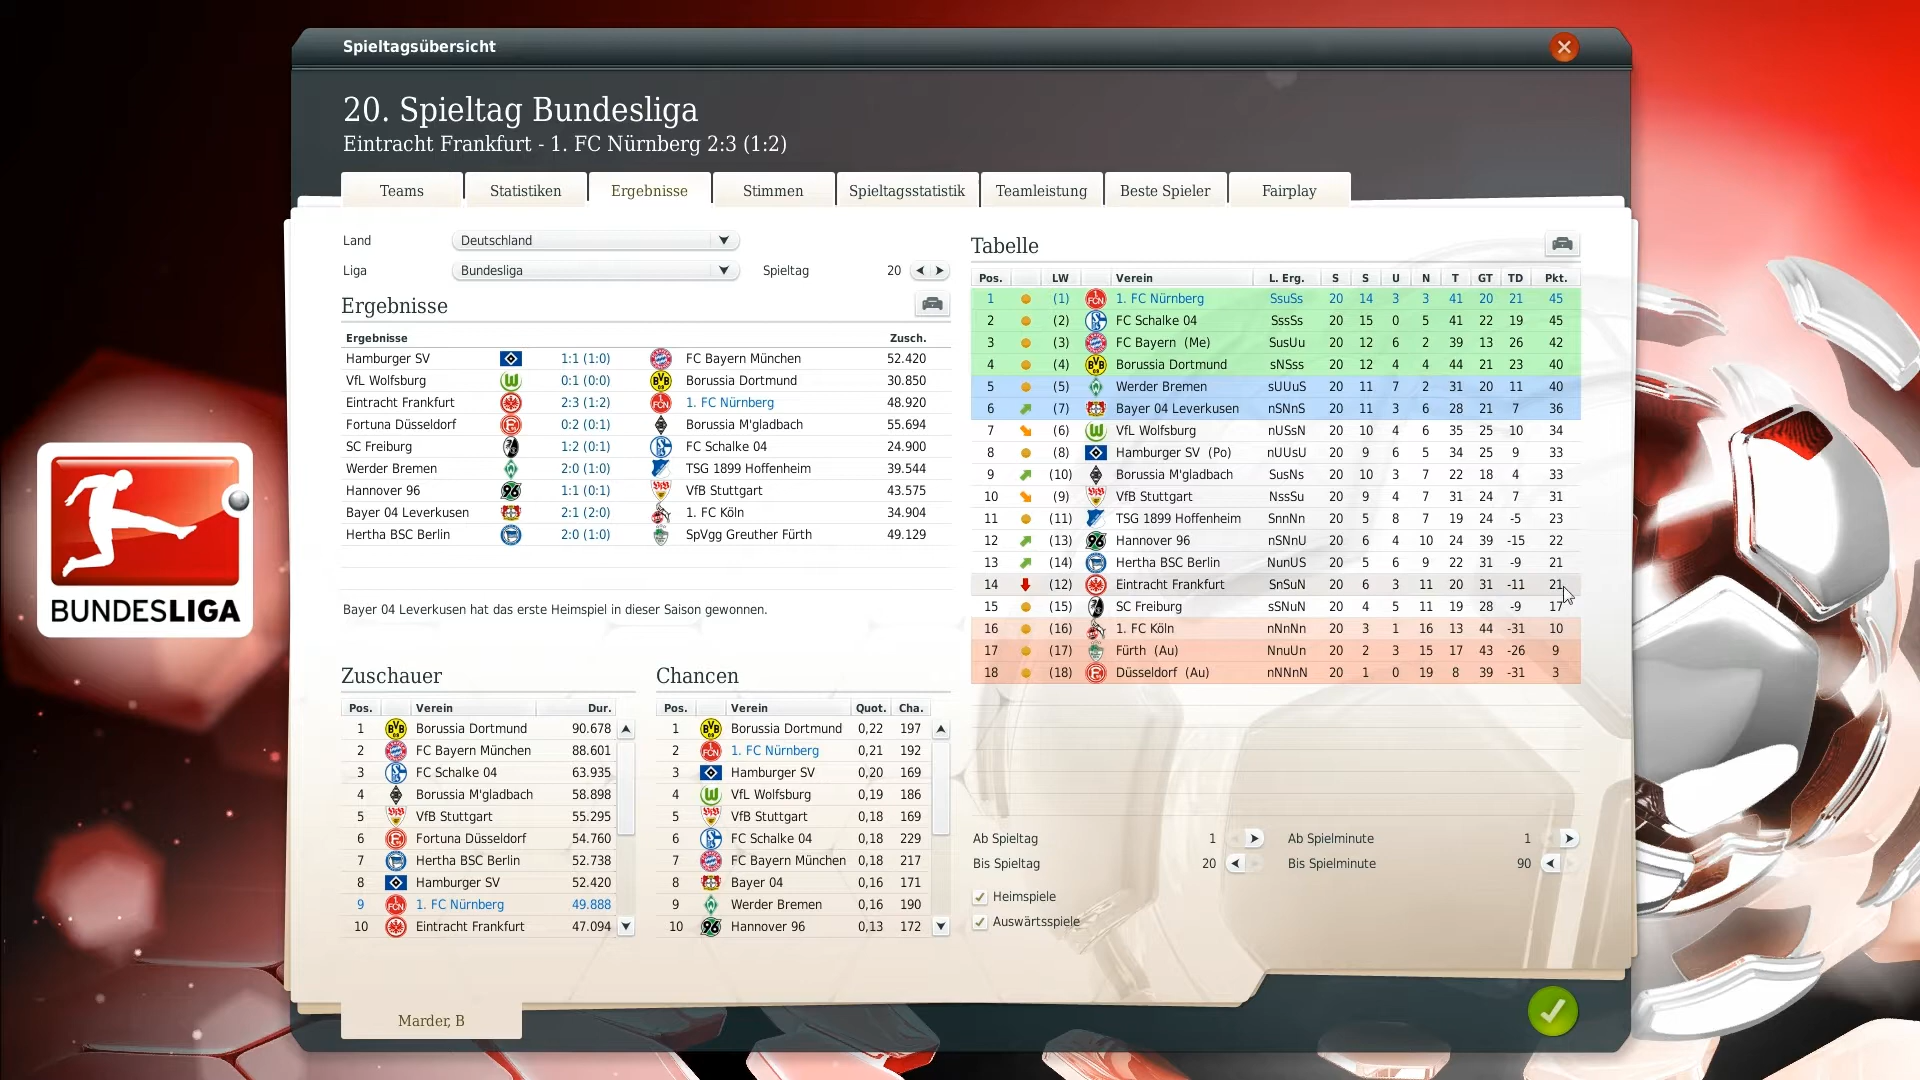 Spieltagsübersicht
20. Spieltag Bundesliga
Eintracht Frankfurt - 1. FC Nürnberg 2:3 (1:2)
Teams Statistiken Ergebnisse Stimmen Spieltagsstatistik Teamleistung Beste Spieler Fairplay
Land Deutschland
Liga Bundesliga Spieltag 20
Ergebnisse
Ergebnisse Zusch.
Hamburger SV 1:1 (1:0) FC Bayern München 52.420
VfL Wolfsburg 0:1 (0:0) Borussia Dortmund 30.850
Eintracht Frankfurt 2:3 (1:2) 1. FC Nürnberg 48.920
Fortuna Düsseldorf 0:2 (0:1) Borussia M'gladbach 55.694
SC Freiburg 1:2 (0:1) FC Schalke 04 24.900
Werder Bremen 2:0 (1:0) TSG 1899 Hoffenheim 39.544
Hannover 96 1:1 (0:1) VfB Stuttgart 43.575
Bayer 04 Leverkusen 2:1 (2:0) 1. FC Köln 34.904
Hertha BSC Berlin 2:0 (1:0) SpVgg Greuther Fürth 49.129
Bayer 04 Leverkusen hat das erste Heimspiel in dieser Saison gewonnen.
Zuschauer
Pos. Verein Dur.
1 Borussia Dortmund 90.678
2 FC Bayern München 88.601
3 FC Schalke 04 63.935
4 Borussia M'gladbach 58.898
5 VfB Stuttgart 55.295
6 Fortuna Düsseldorf 54.760
7 Hertha BSC Berlin 52.738
8 Hamburger SV 52.420
9 1. FC Nürnberg 49.888
10 Eintracht Frankfurt 47.094
Chancen
Pos. Verein Quot. Cha.
1 Borussia Dortmund 0,22 197
2 1. FC Nürnberg 0,21 192
3 Hamburger SV 0,20 169
4 VfL Wolfsburg 0,19 186
5 VfB Stuttgart 0,18 169
6 FC Schalke 04 0,18 229
7 FC Bayern München 0,18 217
8 Bayer 04 0,16 171
9 Werder Bremen 0,16 190
10 Hannover 96 0,13 172
Tabelle
Pos. LW Verein L. Erg. S S U N T GT TD Pkt.
1 (1) 1. FC Nürnberg SsuSs 20 14 3 3 41 20 21 45
2 (2) FC Schalke 04 SssSs 20 15 0 5 41 22 19 45
3 (3) FC Bayern (Me) SusUu 20 12 6 2 39 13 26 42
4 (4) Borussia Dortmund sNSss 20 12 4 4 44 21 23 40
5 (5) Werder Bremen sUUuS 20 11 7 2 31 20 11 40
6 (7) Bayer 04 Leverkusen nSNnS 20 11 3 6 28 21 7 36
7 (6) VfL Wolfsburg nUSsN 20 10 4 6 35 25 10 34
8 (8) Hamburger SV (Po) nUUsU 20 9 6 5 34 25 9 33
9 (10) Borussia M'gladbach SusNs 20 10 3 7 22 18 4 33
10 (9) VfB Stuttgart NssSu 20 9 4 7 31 24 7 31
11 (11) TSG 1899 Hoffenheim SnnNn 20 5 8 7 19 24 -5 23
12 (13) Hannover 96 nSNnU 20 6 4 10 24 39 -15 22
13 (14) Hertha BSC Berlin NunUS 20 5 6 9 22 31 -9 21
14 (12) Eintracht Frankfurt SnSuN 20 6 3 11 20 31 -11 21
15 (15) SC Freiburg sSNuN 20 4 5 11 19 28 -9 17
16 (16) 1. FC Köln nNnNn 20 3 1 16 13 44 -31 10
17 (17) Fürth (Au) NnuUn 20 2 3 15 17 43 -26 9
18 (18) Düsseldorf (Au) nNNnN 20 1 0 19 8 39 -31 3
Ab Spieltag 1 Ab Spielminute 1
Bis Spieltag 20 Bis Spielminute 90
Heimspiele
Auswärtsspiele
Marder, B
BUNDESLIGA